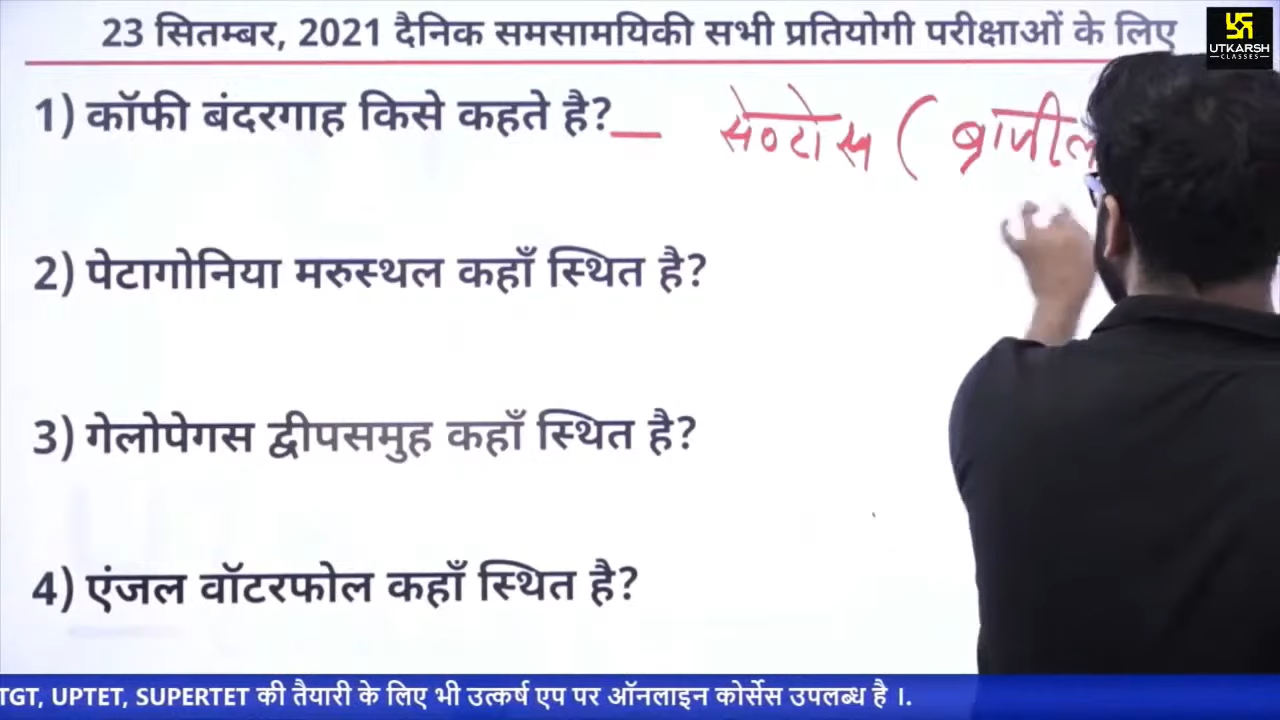 23 सितम्बर, 2021 दैनिक समसामयिकी सभी प्रतियोगी परीक्षाओं के लिए
UTKARSH
CLASSES
1) कॉफी बंदरगाह किसे कहते है? सेण्टोस ( ब्राजील
2) पेटागोनिया मरुस्थल कहाँ स्थित है?
3) गेलोपेगस द्वीपसमुह कहाँ स्थित है?
4) एंजल वॉटरफोल कहाँ स्थित है?
TGT, UPTET, SUPERTET की तैयारी के लिए भी उत्कर्ष एप पर ऑनलाइन कोर्सेस उपलब्ध है ।.